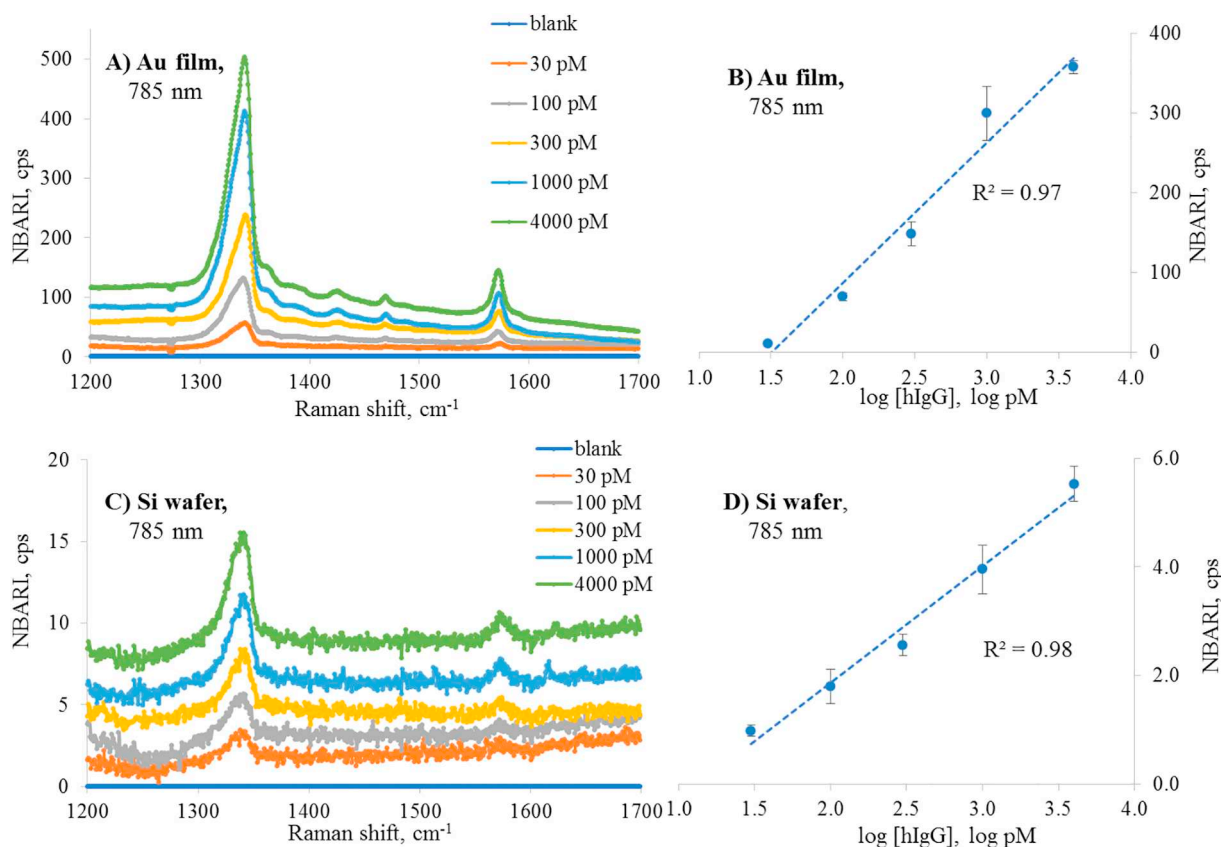 A) Au film,
785 nm
NBARI, cps
500
400
300
200
100
0
1200 1300 1400 1500 1600 1700
Raman shift, cm⁻¹
blank
30 pM
100 pM
300 pM
1000 pM
4000 pM
B) Au film,
785 nm
R² = 0.97
400
300
200
100
0
NBARI, cps
1.0 1.5 2.0 2.5 3.0 3.5 4.0
log [hIgG], log pM
C) Si wafer,
785 nm
NBARI, cps
20
15
10
5
0
1200 1300 1400 1500 1600 1700
Raman shift, cm⁻¹
blank
30 pM
100 pM
300 pM
1000 pM
4000 pM
D) Si wafer,
785 nm
R² = 0.98
6.0
4.0
2.0
0.0
NBARI, cps
1.0 1.5 2.0 2.5 3.0 3.5 4.0
log [hIgG], log pM